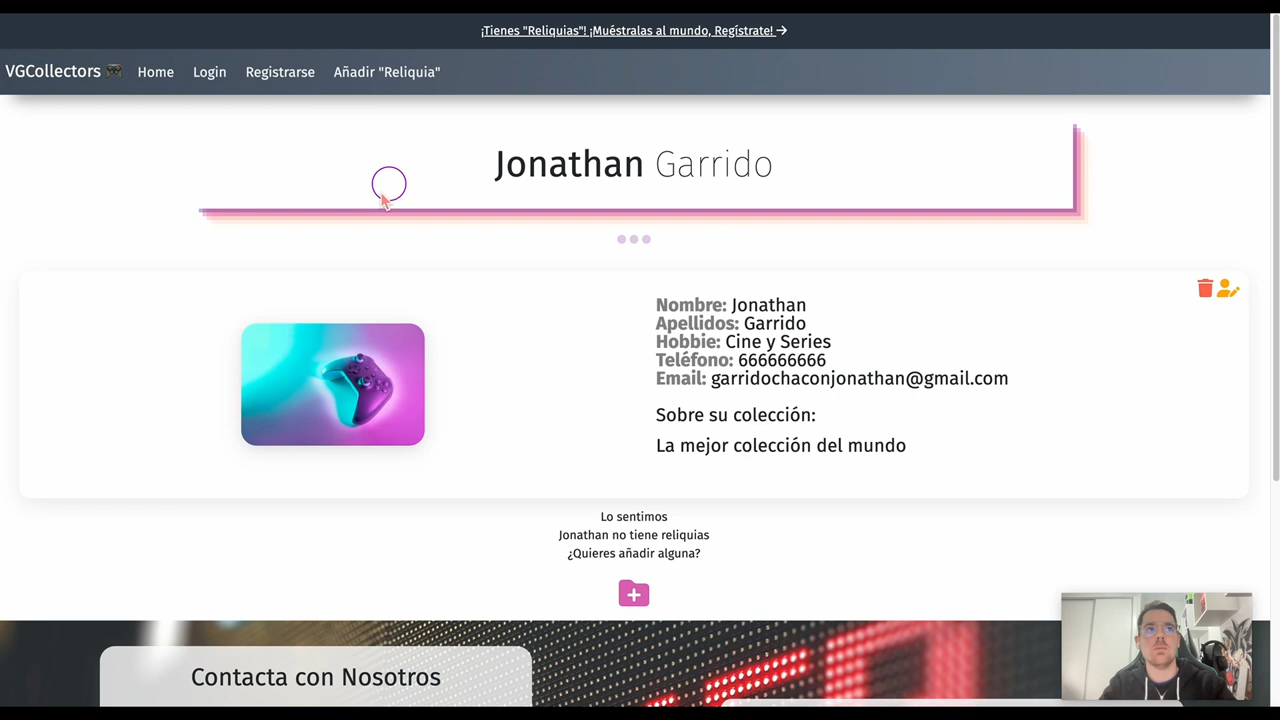 ¡Tienes "Reliquias"! ¡Muéstralas al mundo, Regístrate!
VGCollectors Home Login Registrarse Añadir "Reliquia"
Jonathan Garrido
Nombre: Jonathan
Apellidos: Garrido
Hobbie: Cine y Series
Teléfono: 666666666
Email: garridochaconjonathan@gmail.com
Sobre su colección:
La mejor colección del mundo
Lo sentimos
Jonathan no tiene reliquias
¿Quieres añadir alguna?
Contacta con Nosotros